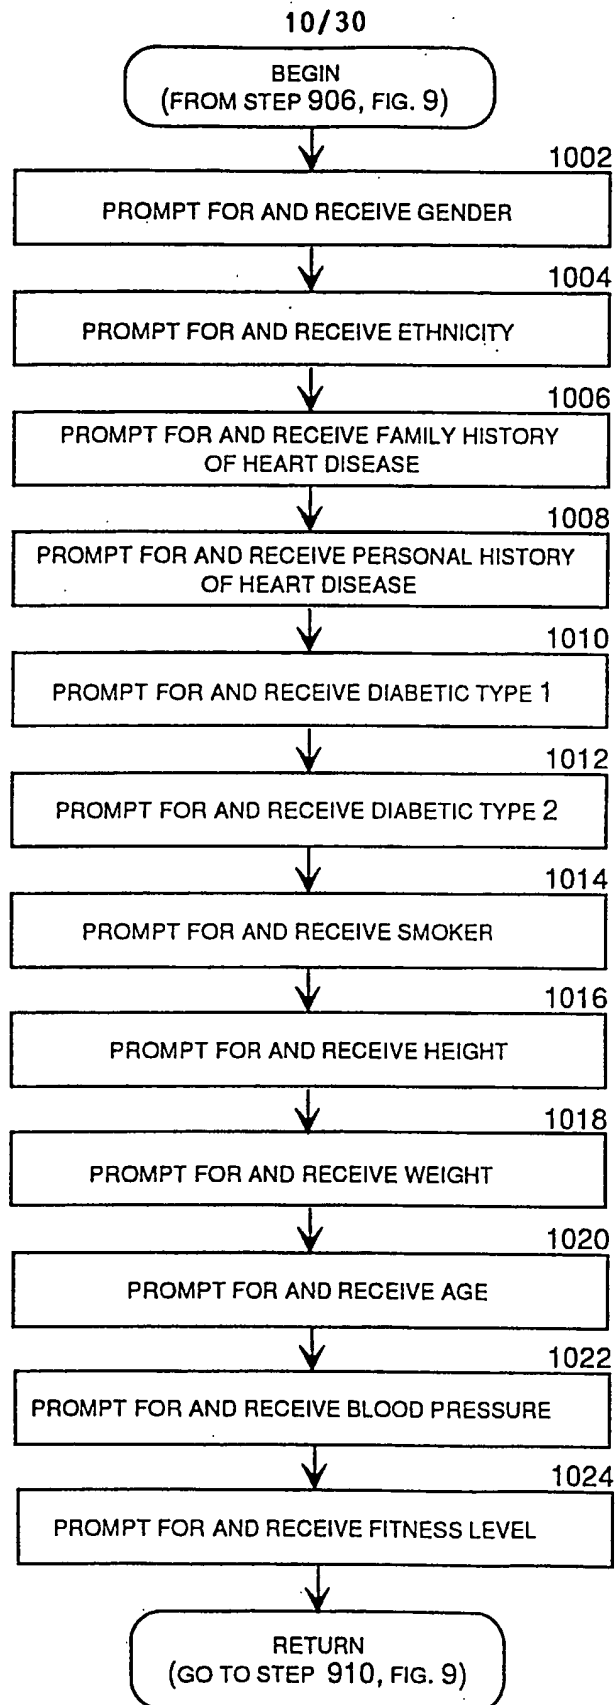 10/30
BEGIN
(FROM STEP 906, FIG. 9)
1002
PROMPT FOR AND RECEIVE GENDER
1004
PROMPT FOR AND RECEIVE ETHNICITY
1006
PROMPT FOR AND RECEIVE FAMILY HISTORY
OF HEART DISEASE
1008
PROMPT FOR AND RECEIVE PERSONAL HISTORY
OF HEART DISEASE
1010
PROMPT FOR AND RECEIVE DIABETIC TYPE 1
1012
PROMPT FOR AND RECEIVE DIABETIC TYPE 2
1014
PROMPT FOR AND RECEIVE SMOKER
1016
PROMPT FOR AND RECEIVE HEIGHT
1018
PROMPT FOR AND RECEIVE WEIGHT
1020
PROMPT FOR AND RECEIVE AGE
1022
PROMPT FOR AND RECEIVE BLOOD PRESSURE
1024
PROMPT FOR AND RECEIVE FITNESS LEVEL
RETURN
(GO TO STEP 910, FIG. 9)